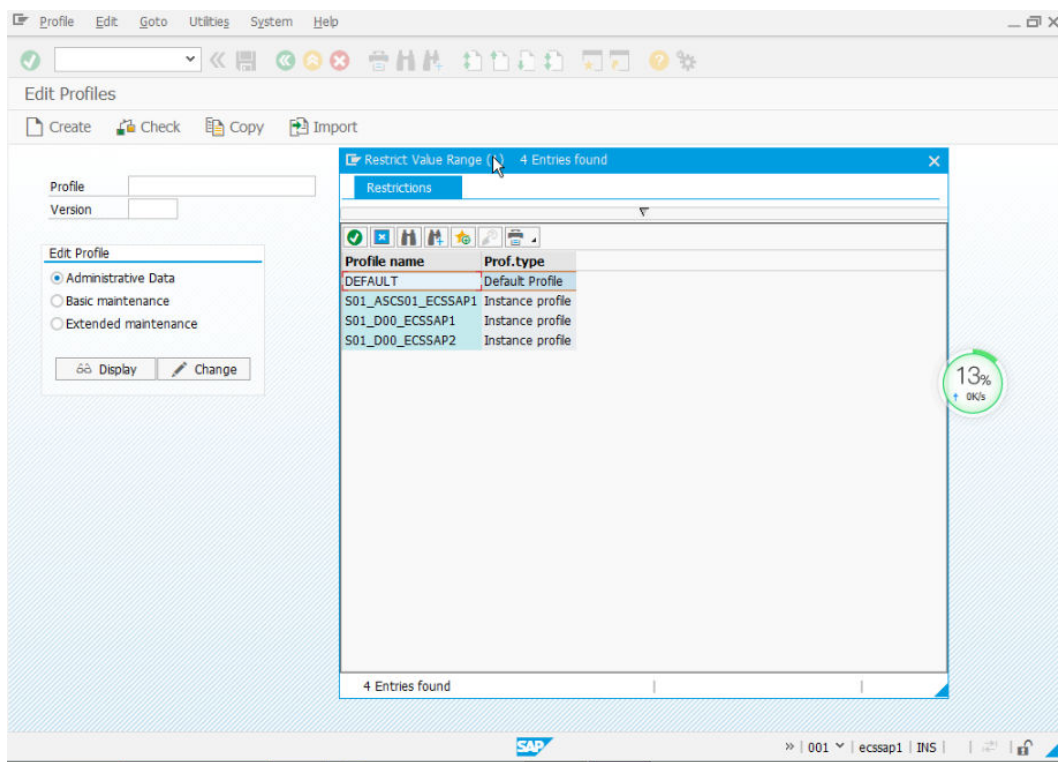 Profile Edit Goto Utilities System Help
Edit Profiles
Create Check Copy Import
Profile
Version
Edit Profile
Administrative Data
Basic maintenance
Extended maintenance
Display Change
Restrict Value Range ( ) 4 Entries found
Restrictions
Profile name Prof.type
DEFAULT Default Profile
S01_ASCS01_ECSSAP1 Instance profile
S01_D00_ECSSAP1 Instance profile
S01_D00_ECSSAP2 Instance profile
4 Entries found
13%
↑ 0K/s
SAP
» | 001 | ecssap1 | INS |